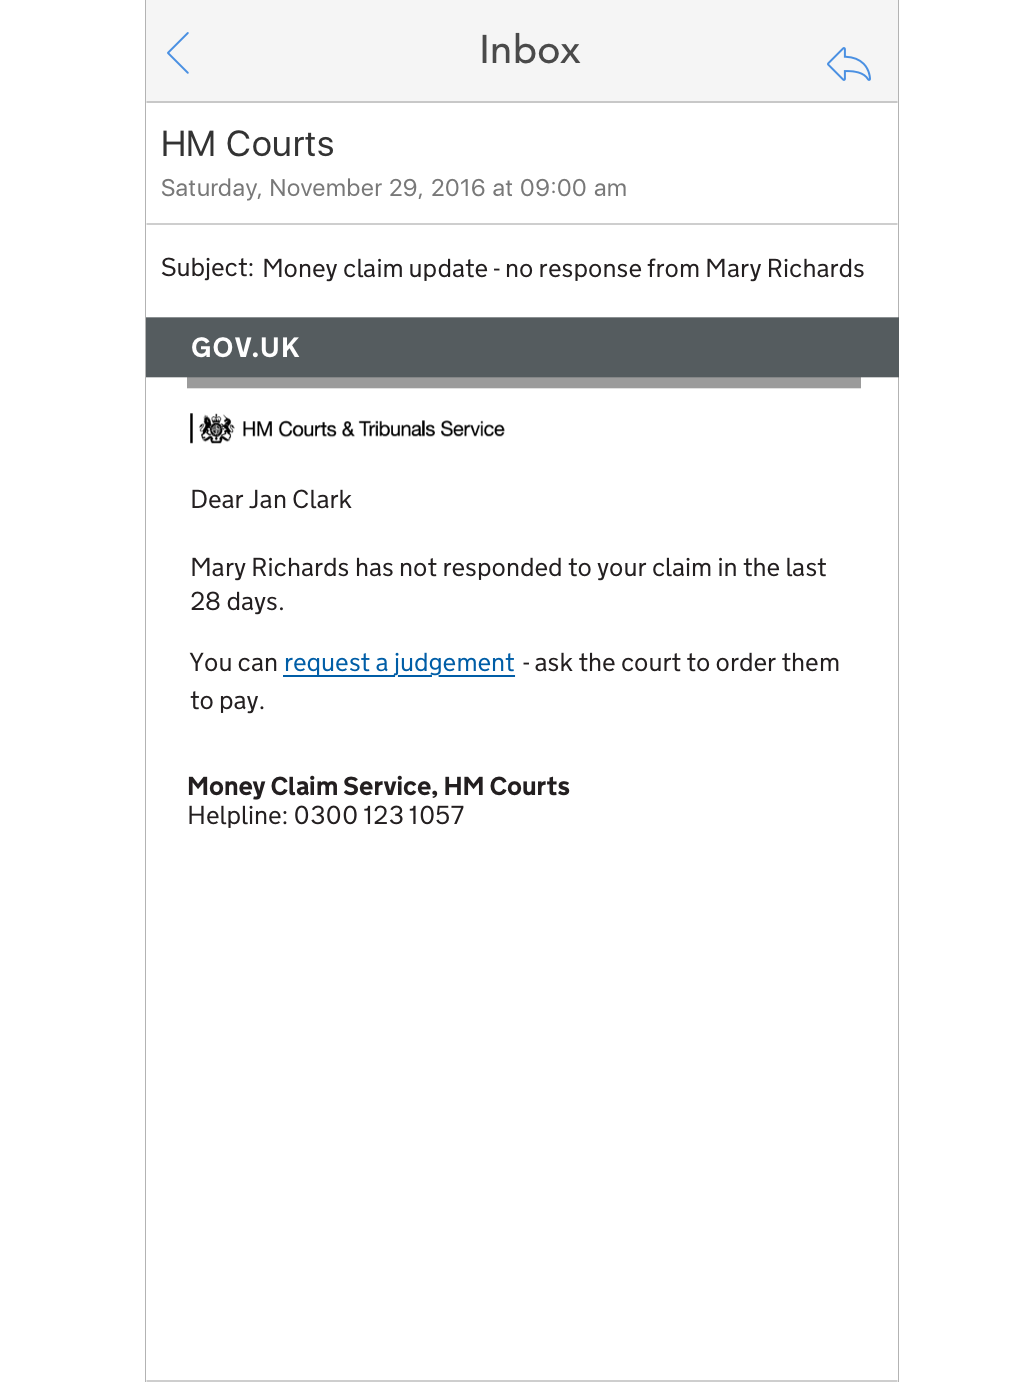 Inbox
HM Courts
Saturday, November 29, 2016 at 09:00 am
Subject: Money claim update - no response from Mary Richards
GOV.UK
HM Courts & Tribunals Service
Dear Jan Clark
Mary Richards has not responded to your claim in the last
28 days.
You can request a judgement - ask the court to order them
to pay.
Money Claim Service, HM Courts
Helpline: 0300 123 1057